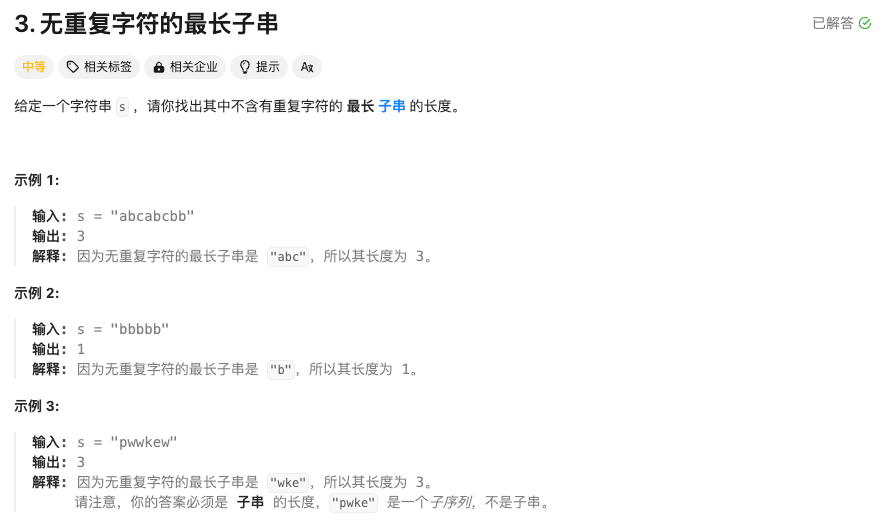 3. 无重复字符的最长子串
已解答
中等 相关标签 相关企业 提示 Aあ
给定一个字符串 s ，请你找出其中不含有重复字符的 最长 子串 的长度。
示例 1:
输入: s = "abcabcbb"
输出: 3
解释: 因为无重复字符的最长子串是 "abc"，所以其长度为 3。
示例 2:
输入: s = "bbbbb"
输出: 1
解释: 因为无重复字符的最长子串是 "b"，所以其长度为 1。
示例 3:
输入: s = "pwwkew"
输出: 3
解释: 因为无重复字符的最长子串是 "wke"，所以其长度为 3。
请注意，你的答案必须是 子串 的长度，"pwke" 是一个子序列，不是子串。